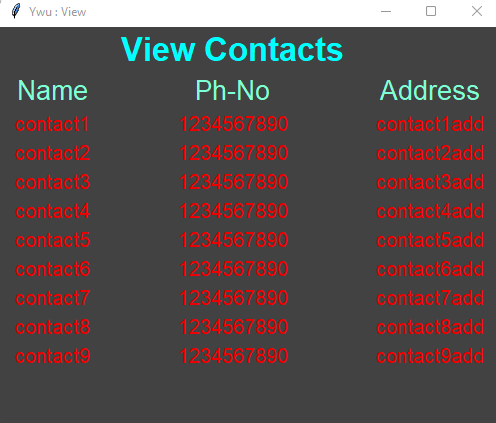 Ywu : View
View Contacts
Name Ph-No Address
contact1 1234567890 contact1add
contact2 1234567890 contact2add
contact3 1234567890 contact3add
contact4 1234567890 contact4add
contact5 1234567890 contact5add
contact6 1234567890 contact6add
contact7 1234567890 contact7add
contact8 1234567890 contact8add
contact9 1234567890 contact9add